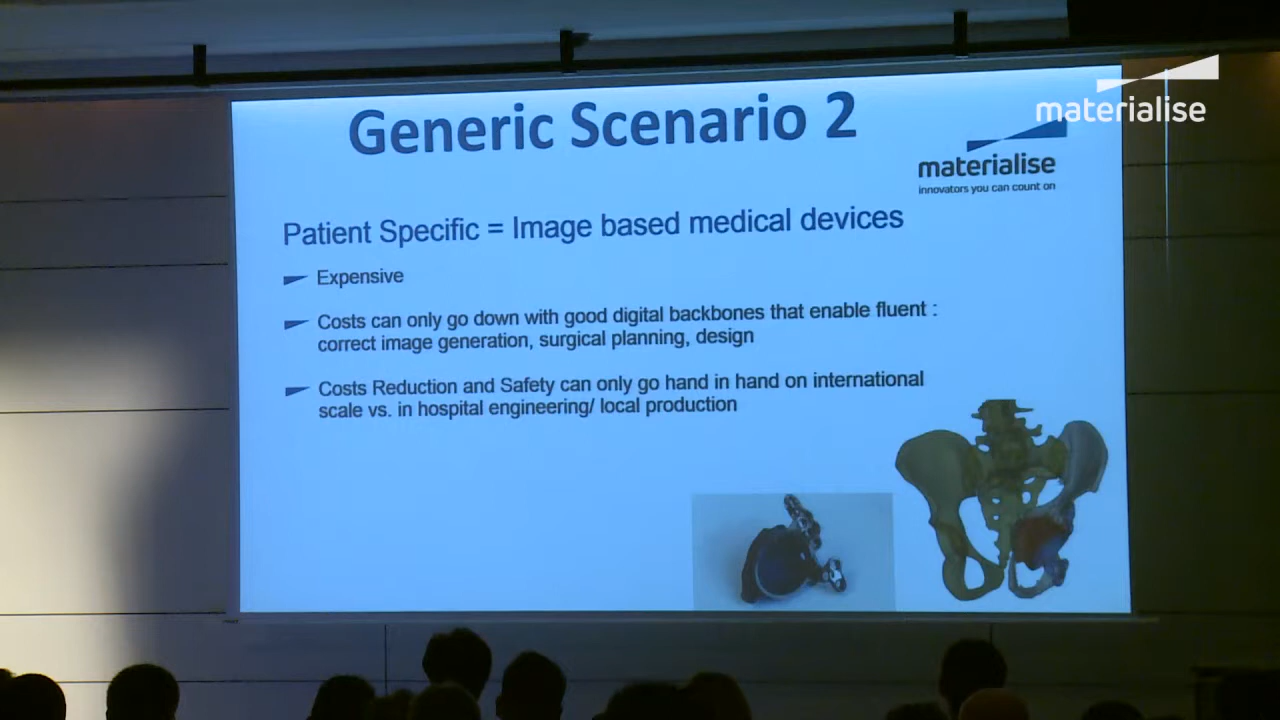 materialise
Generic Scenario 2
materialise
innovators you can count on
Patient Specific = Image based medical devices
Expensive
Costs can only go down with good digital backbones that enable fluent :
correct image generation, surgical planning, design
Costs Reduction and Safety can only go hand in hand on international
scale vs. in hospital engineering/ local production